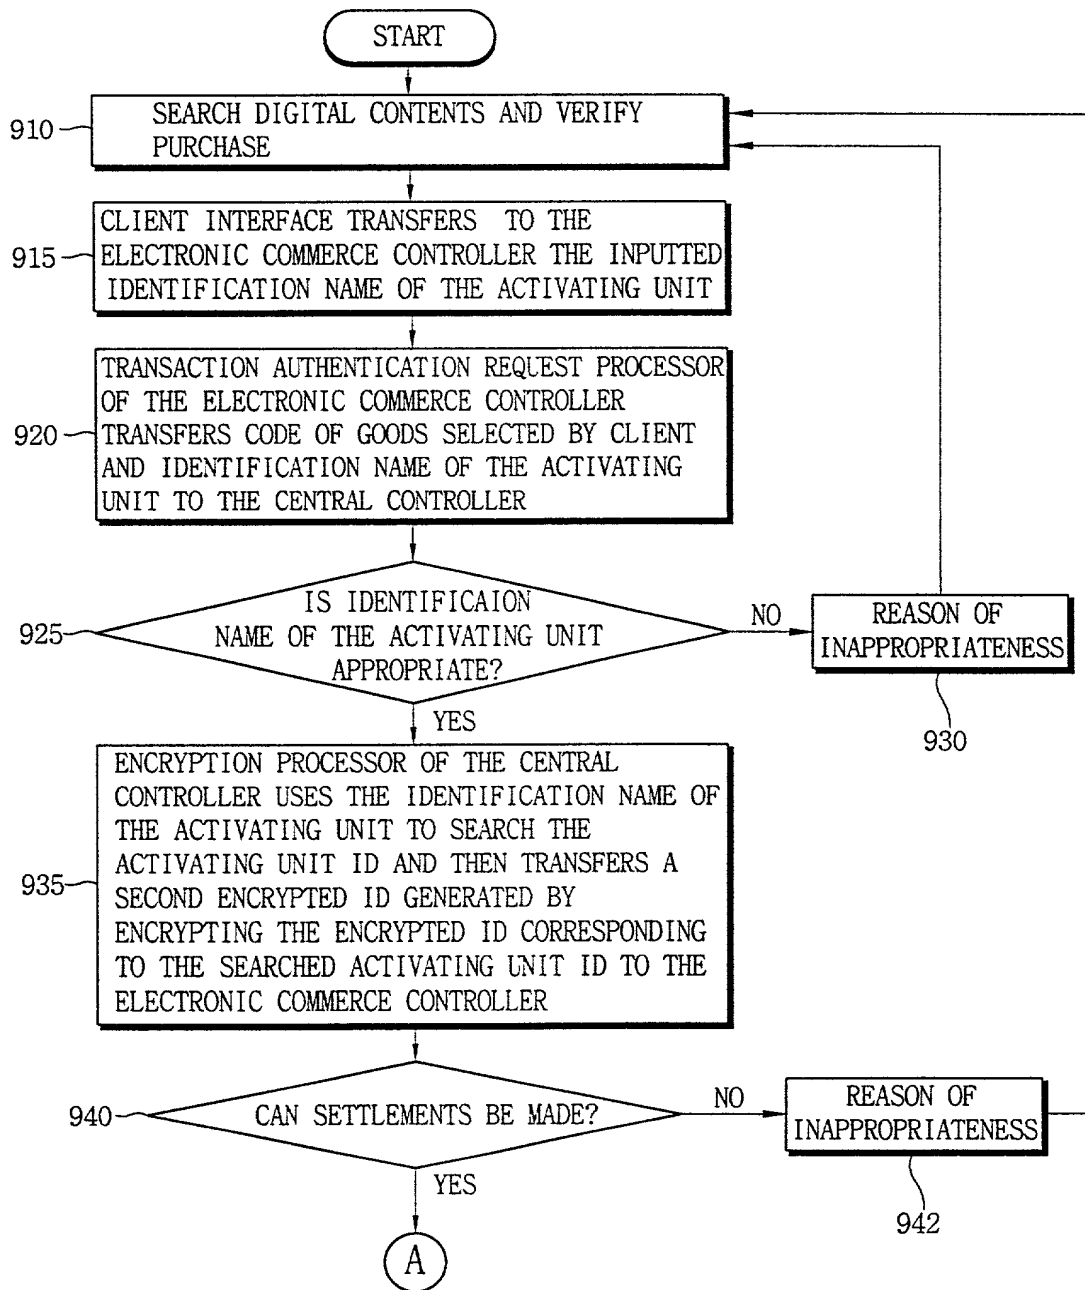 START
910
SEARCH DIGITAL CONTENTS AND VERIFY
PURCHASE
915
CLIENT INTERFACE TRANSFERS TO THE
ELECTRONIC COMMERCE CONTROLLER THE INPUTTED
IDENTIFICATION NAME OF THE ACTIVATING UNIT
920
TRANSACTION AUTHENTICATION REQUEST PROCESSOR
OF THE ELECTRONIC COMMERCE CONTROLLER
TRANSFERS CODE OF GOODS SELECTED BY CLIENT
AND IDENTIFICATION NAME OF THE ACTIVATING
UNIT TO THE CENTRAL CONTROLLER
925
IS IDENTIFICAION
NAME OF THE ACTIVATING UNIT
APPROPRIATE?
NO
REASON OF
INAPPROPRIATENESS
930
YES
935
ENCRYPTION PROCESSOR OF THE CENTRAL
CONTROLLER USES THE IDENTIFICATION NAME OF
THE ACTIVATING UNIT TO SEARCH THE
ACTIVATING UNIT ID AND THEN TRANSFERS A
SECOND ENCRYPTED ID GENERATED BY
ENCRYPTING THE ENCRYPTED ID CORRESPONDING
TO THE SEARCHED ACTIVATING UNIT ID TO THE
ELECTRONIC COMMERCE CONTROLLER
940
CAN SETTLEMENTS BE MADE?
NO
REASON OF
INAPPROPRIATENESS
942
YES
A